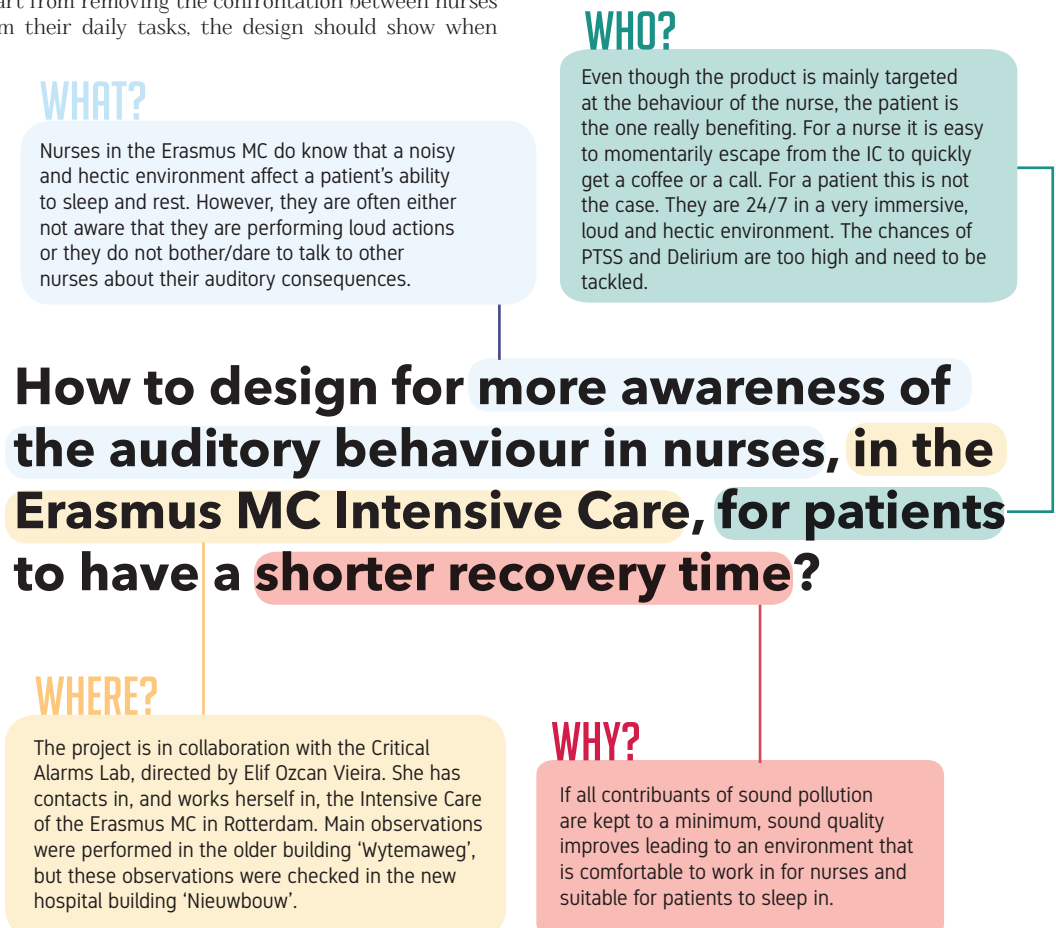 art from removing the confrontation between nurses
m their daily tasks, the design should show when
WHAT?
Nurses in the Erasmus MC do know that a noisy
and hectic environment affect a patient's ability
to sleep and rest. However, they are often either
not aware that they are performing loud actions
or they do not bother/dare to talk to other
nurses about their auditory consequences.
WHO?
Even though the product is mainly targeted
at the behaviour of the nurse, the patient is
the one really benefiting. For a nurse it is easy
to momentarily escape from the IC to quickly
get a coffee or a call. For a patient this is not
the case. They are 24/7 in a very immersive,
loud and hectic environment. The chances of
PTSS and Delirium are too high and need to be
tackled.
How to design for more awareness of
the auditory behaviour in nurses, in the
Erasmus MC Intensive Care, for patients
to have a shorter recovery time?
WHERE?
The project is in collaboration with the Critical
Alarms Lab, directed by Elif Ozcan Vieira. She has
contacts in, and works herself in, the Intensive Care
of the Erasmus MC in Rotterdam. Main observations
were performed in the older building ‘Wytemaweg’,
but these observations were checked in the new
hospital building ‘Nieuwbouw’.
WHY?
If all contribuants of sound pollution
are kept to a minimum, sound quality
improves leading to an environment that
is comfortable to work in for nurses and
suitable for patients to sleep in.